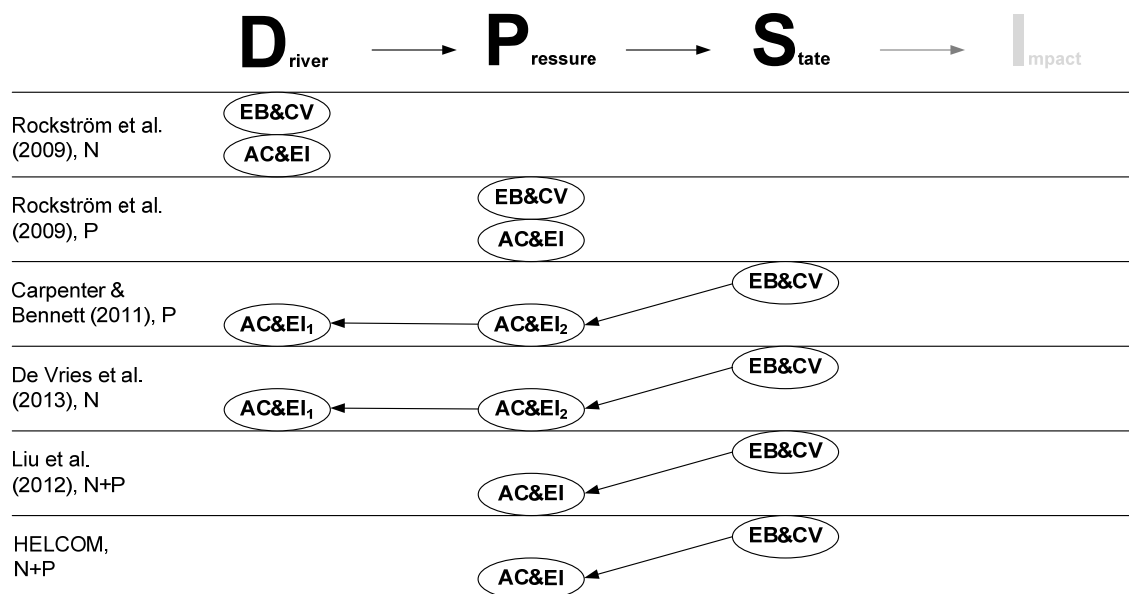 Driver Pressure State Impact
EB&CV
Rockström et al.
(2009), N
AC&EI
EB&CV
Rockström et al.
(2009), P
AC&EI
EB&CV
Carpenter &
Bennett (2011), P
AC&EI₁ AC&EI₂
EB&CV
De Vries et al.
(2013), N
AC&EI₁ AC&EI₂
EB&CV
Liu et al.
(2012), N+P
AC&EI
EB&CV
HELCOM,
N+P
AC&EI